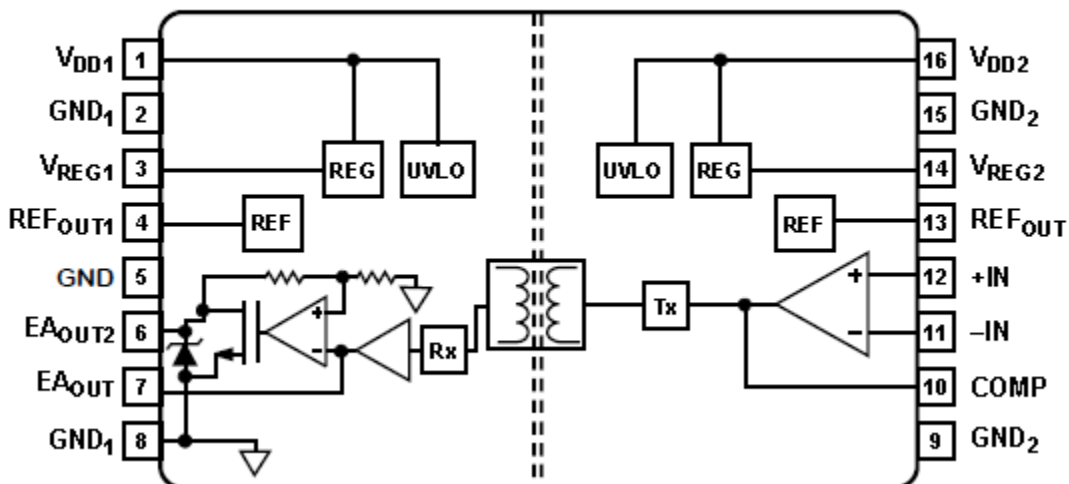 VDD1 1
GND1 2
VREG1 3
REFOUT1 4
GND 5
EAOUT2 6
EAOUT 7
GND1 8
REG
UVLO
REF
+
−
Rx
UVLO
REG
REF
Tx
+
−
16 VDD2
15 GND2
14 VREG2
13 REFOUT
12 +IN
11 −IN
10 COMP
9 GND2